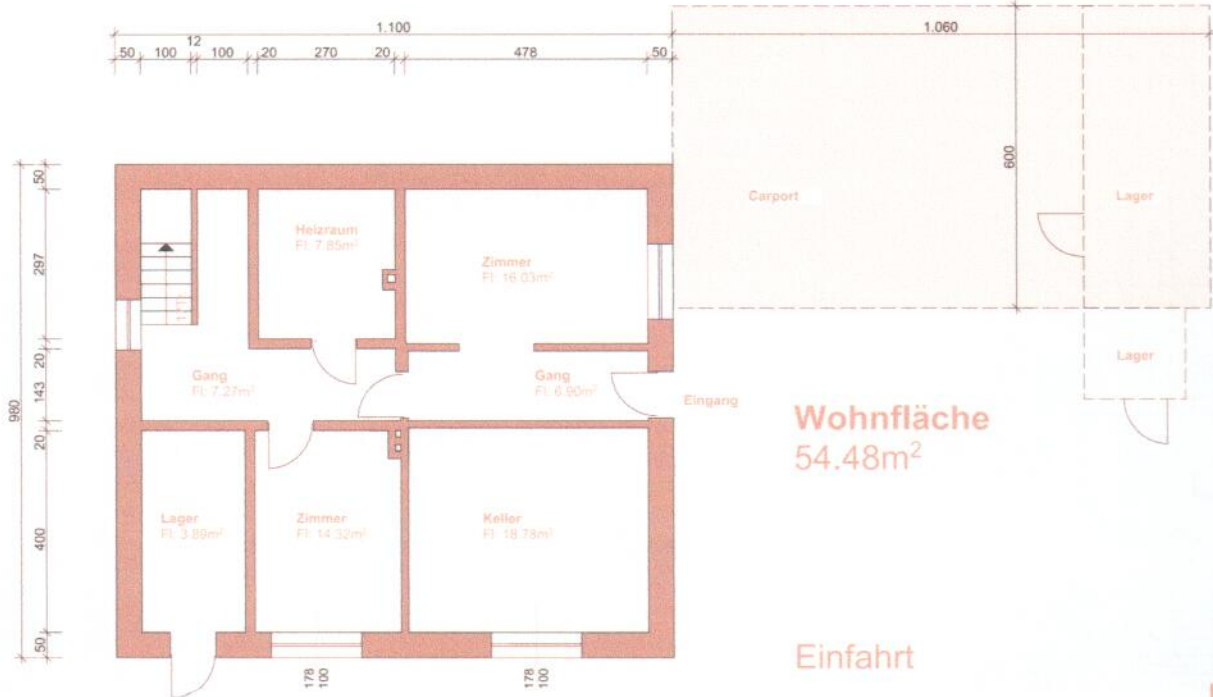 1.100
1.060
12
50 100 100 20 270 20 478 50
600
50
297
20
143
20
400
50
980
Carport
Lager
Heizraum
Fl: 7.85m²
Zimmer
Fl: 16.03m²
Lager
Gang
Fl: 7.27m²
Gang
Fl: 6.90m²
Eingang
Wohnfläche
54.48m²
Lager
Fl: 3.89m²
Zimmer
Fl: 14.32m²
Keller
Fl: 18.78m²
Einfahrt
178
100
178
100